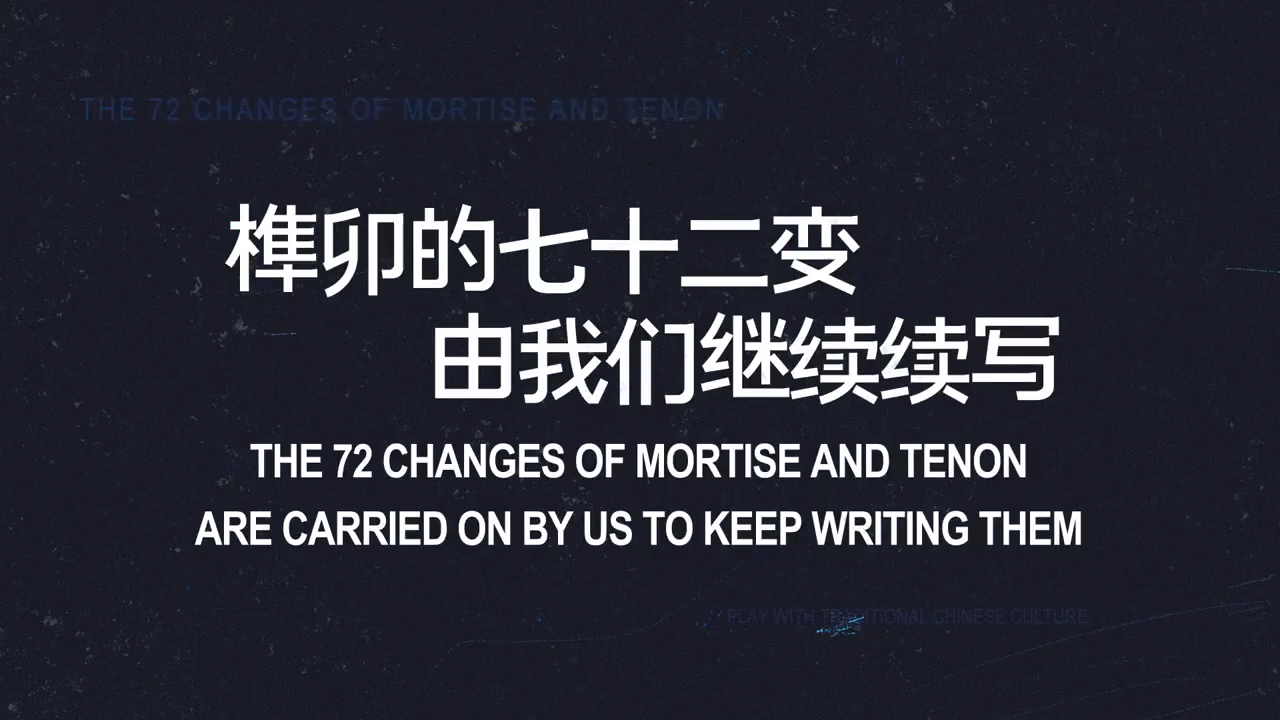 THE 72 CHANGES OF MORTISE AND TENON
榫卯的七十二变
由我们继续续写
THE 72 CHANGES OF MORTISE AND TENON
ARE CARRIED ON BY US TO KEEP WRITING THEM
PLAY WITH TRADITIONAL CHINESE CULTURE